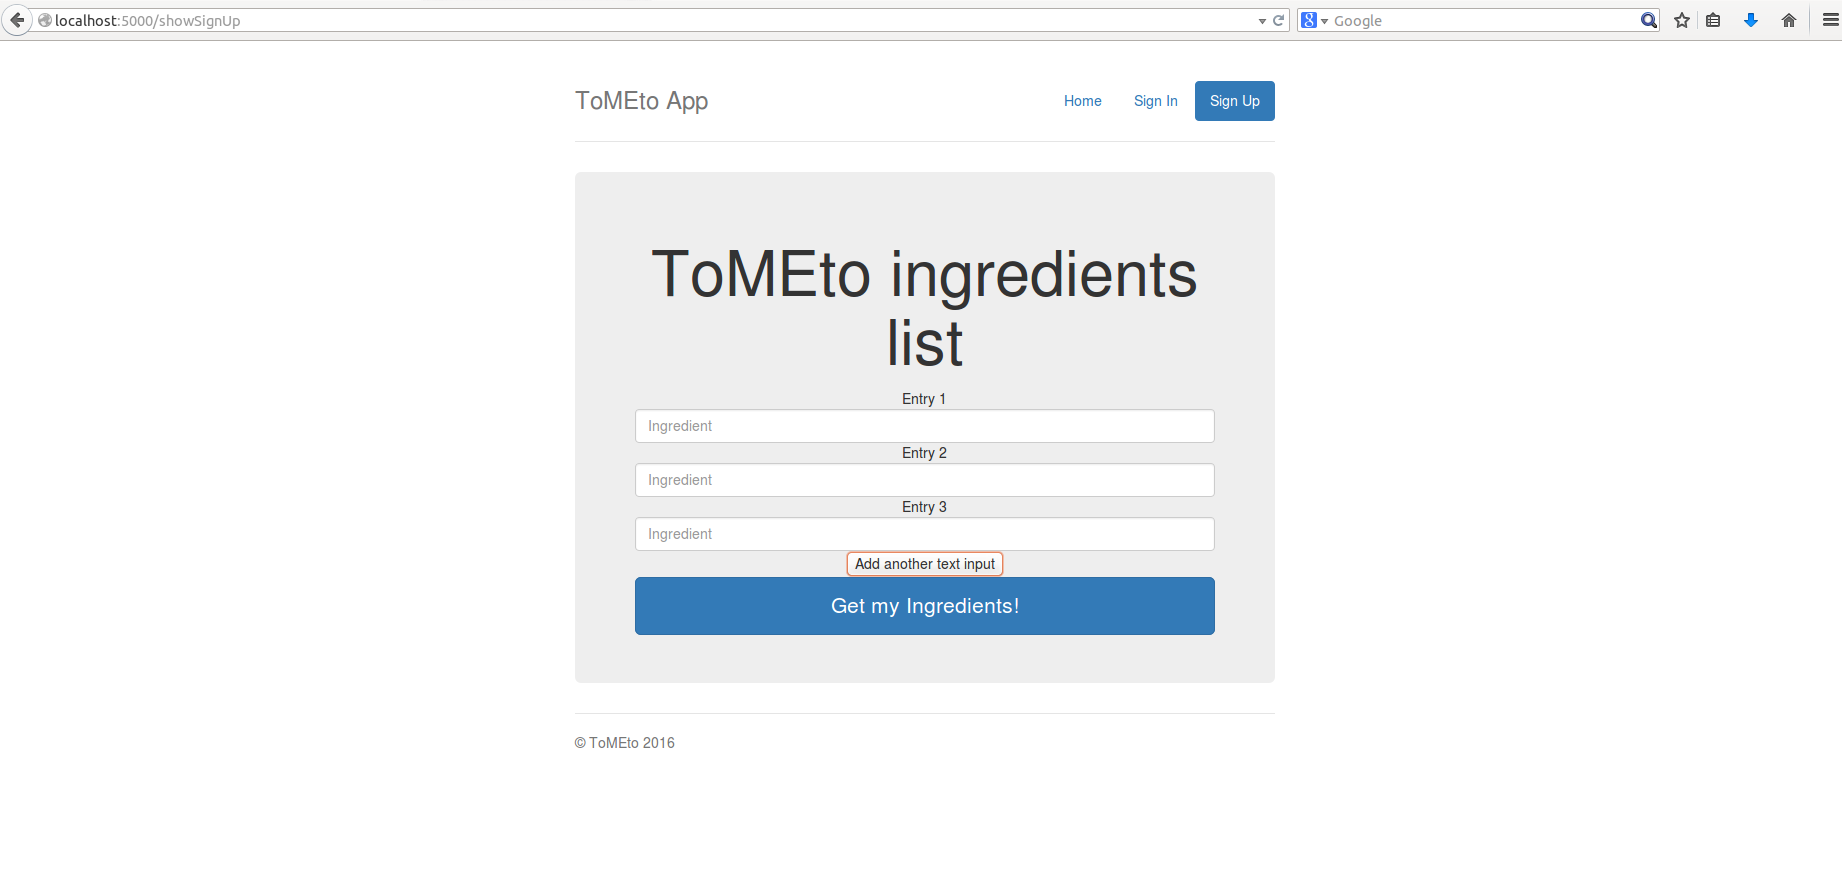 localhost:5000/showSignUp
Google
ToMEto App
Home
Sign In
Sign Up
ToMEto ingredients
list
Entry 1
Ingredient
Entry 2
Ingredient
Entry 3
Ingredient
Add another text input
Get my Ingredients!
© ToMEto 2016